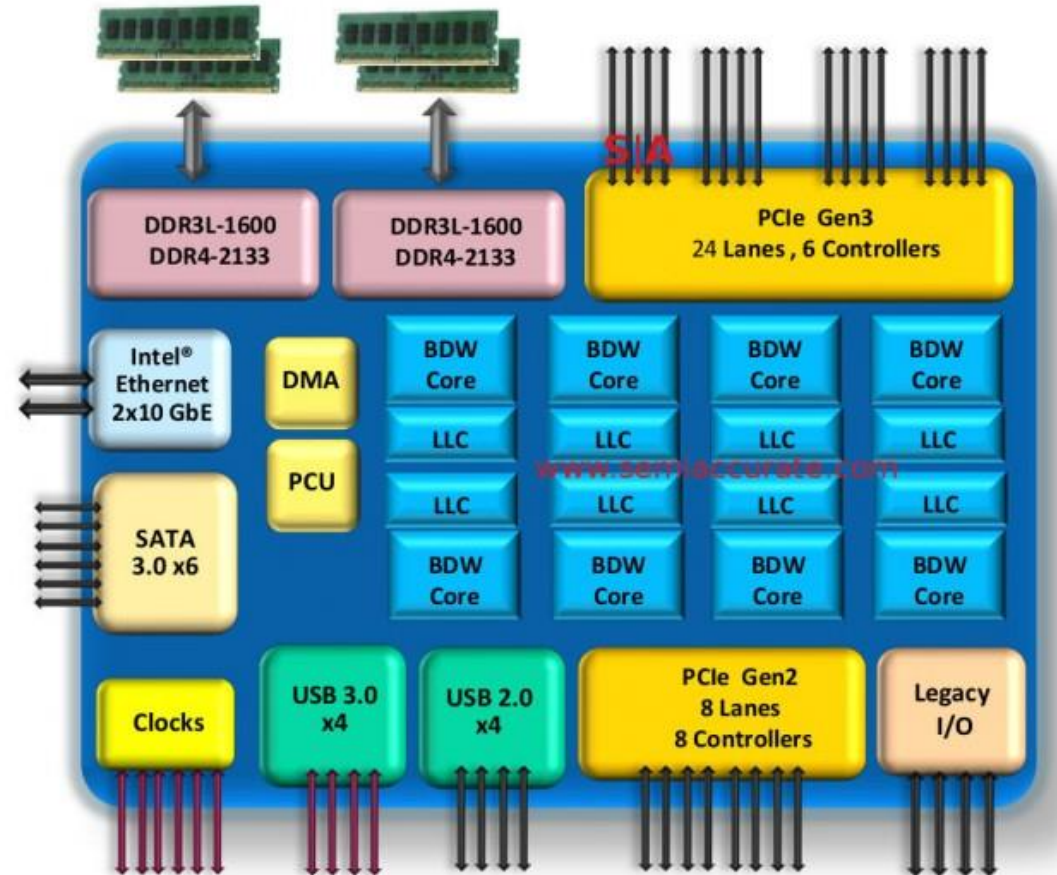 S|A
DDR3L-1600
DDR4-2133
DDR3L-1600
DDR4-2133
PCIe Gen3
24 Lanes , 6 Controllers
Intel® 
Ethernet
2x10 GbE
DMA
PCU
BDW
Core
BDW
Core
BDW
Core
BDW
Core
LLC
LLC
LLC
LLC
www.semiaccurate.com
LLC
LLC
LLC
LLC
BDW
Core
BDW
Core
BDW
Core
BDW
Core
SATA
3.0 x6
Clocks
USB 3.0
x4
USB 2.0
x4
PCIe Gen2
8 Lanes
8 Controllers
Legacy
I/O